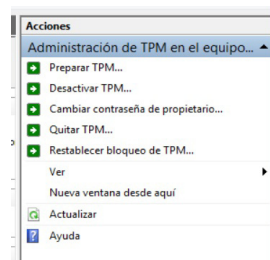 Acciones
Administración de TPM en el equipo...
Preparar TPM...
Desactivar TPM...
Cambiar contraseña de propietario...
Quitar TPM...
Restablecer bloqueo de TPM...
Ver
Nueva ventana desde aquí
Actualizar
Ayuda